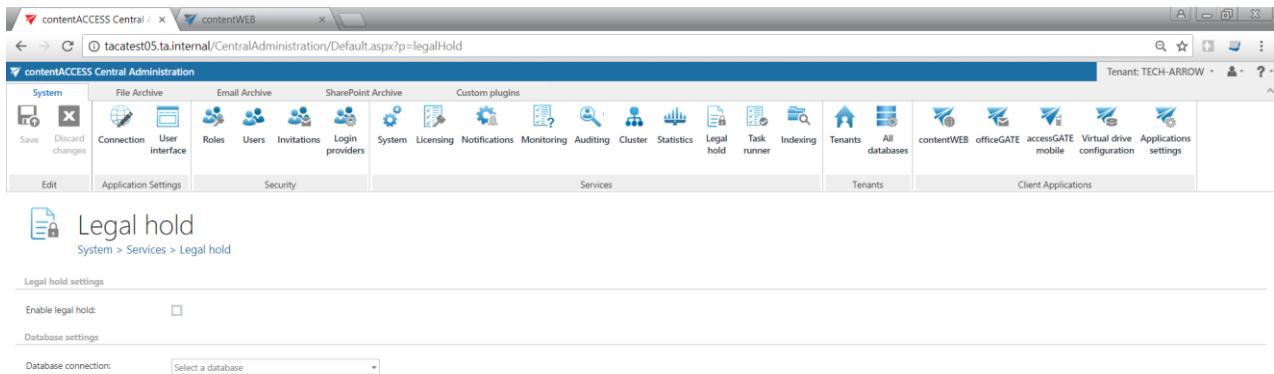 contentACCESS Central A
contentWEB
tacatest05.ta.internal/CentralAdministration/Default.aspx?p=legalHold
contentACCESS Central Administration
Tenant: TECH-ARROW
?
System File Archive Email Archive SharePoint Archive Custom plugins
Save Discard changes Connection User interface Roles Users Invitations Login providers System Licensing Notifications Monitoring Auditing Cluster Statistics Legal hold Task runner Indexing Tenants All databases contentWEB officeGATE accessGATE mobile Virtual drive configuration Applications settings
Edit Application Settings Security Services Tenants Client Applications
Legal hold
System > Services > Legal hold
Legal hold settings
Enable legal hold:
Database settings
Database connection: Select a database